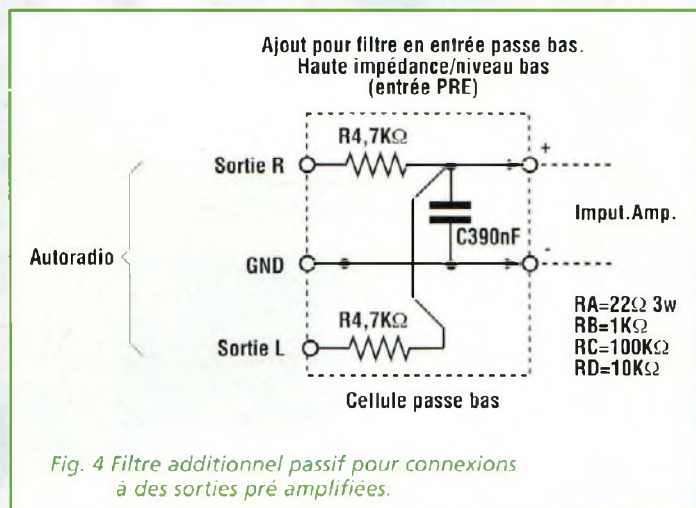 Ajout pour filtre en entrée passe bas.
Haute impédance/niveau bas
(entrée PRE)
R4,7KΩ
Sortie R
+
C390nF
Imput.Amp.
Autoradio
GND
-
R4,7KΩ
Sortie L
RA=22Ω 3w
RB=1KΩ
RC=100KΩ
RD=10KΩ
Cellule passe bas
Fig. 4 Filtre additionnel passif pour connexions
à des sorties pré amplifiées.